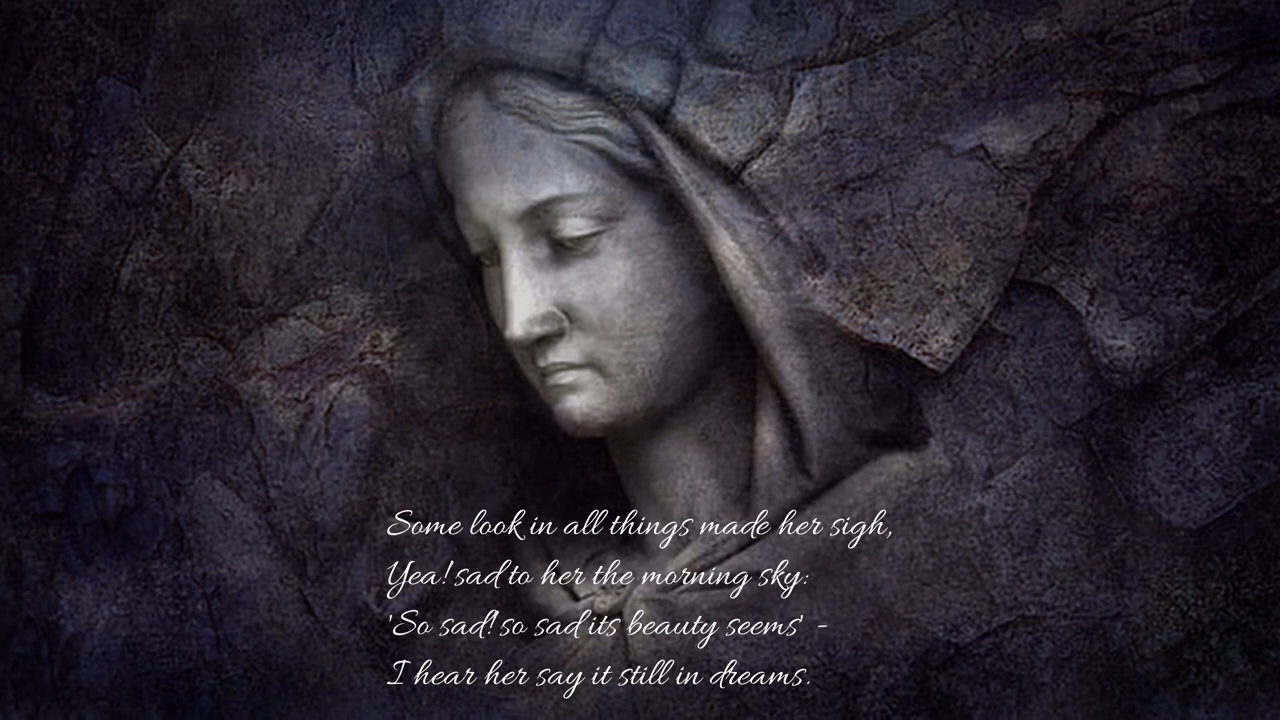 Some look in all things made her sigh,
Yea! sad to her the morning sky:
'So sad! so sad its beauty seems' -
I hear her say it still in dreams.